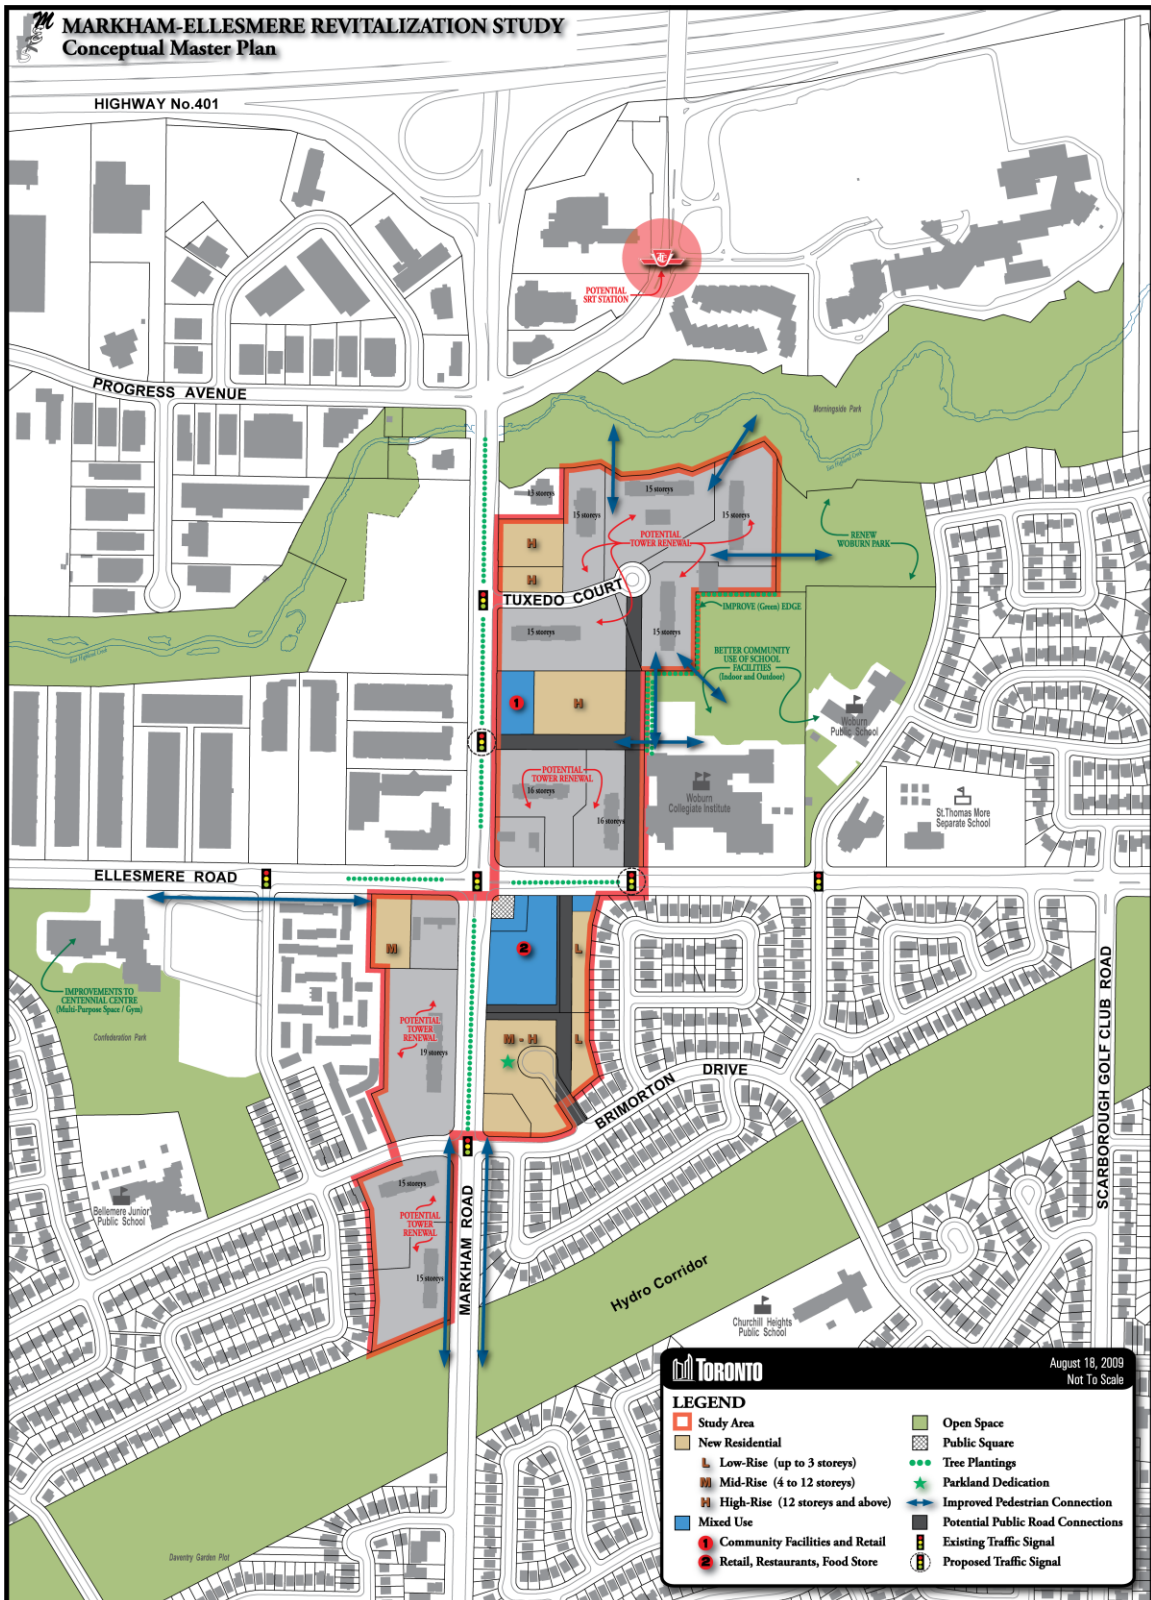 MARKHAM-ELLESMERE REVITALIZATION STUDY
Conceptual Master Plan
HIGHWAY No.401
POTENTIAL
SRT STATION
PROGRESS AVENUE
Morningside Park
East Highland Creek
13 storeys
15 storeys
15 storeys
15 storeys
H
POTENTIAL
TOWER RENEWAL
RENEW
WOBURN PARK
H
TUXEDO COURT
IMPROVE (Green) EDGE
15 storeys
15 storeys
East Highland Creek
BETTER COMMUNITY
USE OF SCHOOL
FACILITIES
(Indoor and Outdoor)
1
H
Woburn
Public School
POTENTIAL
TOWER RENEWAL
16 storeys
16 storeys
Woburn
Collegiate Institute
St.Thomas More
Separate School
ELLESMERE ROAD
M
2
L
IMPROVEMENTS TO
CENTENNIAL CENTRE
(Multi-Purpose Space / Gym)
Confederation Park
POTENTIAL
TOWER
RENEWAL
19 storeys
M - H
L
BRIMORTON DRIVE
SCARBOROUGH GOLF CLUB ROAD
15 storeys
Bellemere Junior
Public School
POTENTIAL
TOWER
RENEWAL
15 storeys
MARKHAM ROAD
Hydro Corridor
Churchill Heights
Public School
Daventry Garden Plot
TORONTO
August 18, 2009
Not To Scale
LEGEND
Study Area
New Residential
L Low-Rise (up to 3 storeys)
M Mid-Rise (4 to 12 storeys)
H High-Rise (12 storeys and above)
Mixed Use
1 Community Facilities and Retail
2 Retail, Restaurants, Food Store
Open Space
Public Square
Tree Plantings
Parkland Dedication
Improved Pedestrian Connection
Potential Public Road Connections
Existing Traffic Signal
Proposed Traffic Signal